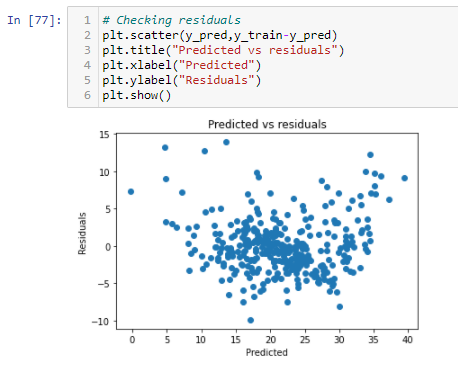 In [77]:
1 # Checking residuals
2 plt.scatter(y_pred,y_train-y_pred)
3 plt.title("Predicted vs residuals")
4 plt.xlabel("Predicted")
5 plt.ylabel("Residuals")
6 plt.show()
Predicted vs residuals
15
10
5
0
−5
−10
Residuals
0 5 10 15 20 25 30 35 40
Predicted